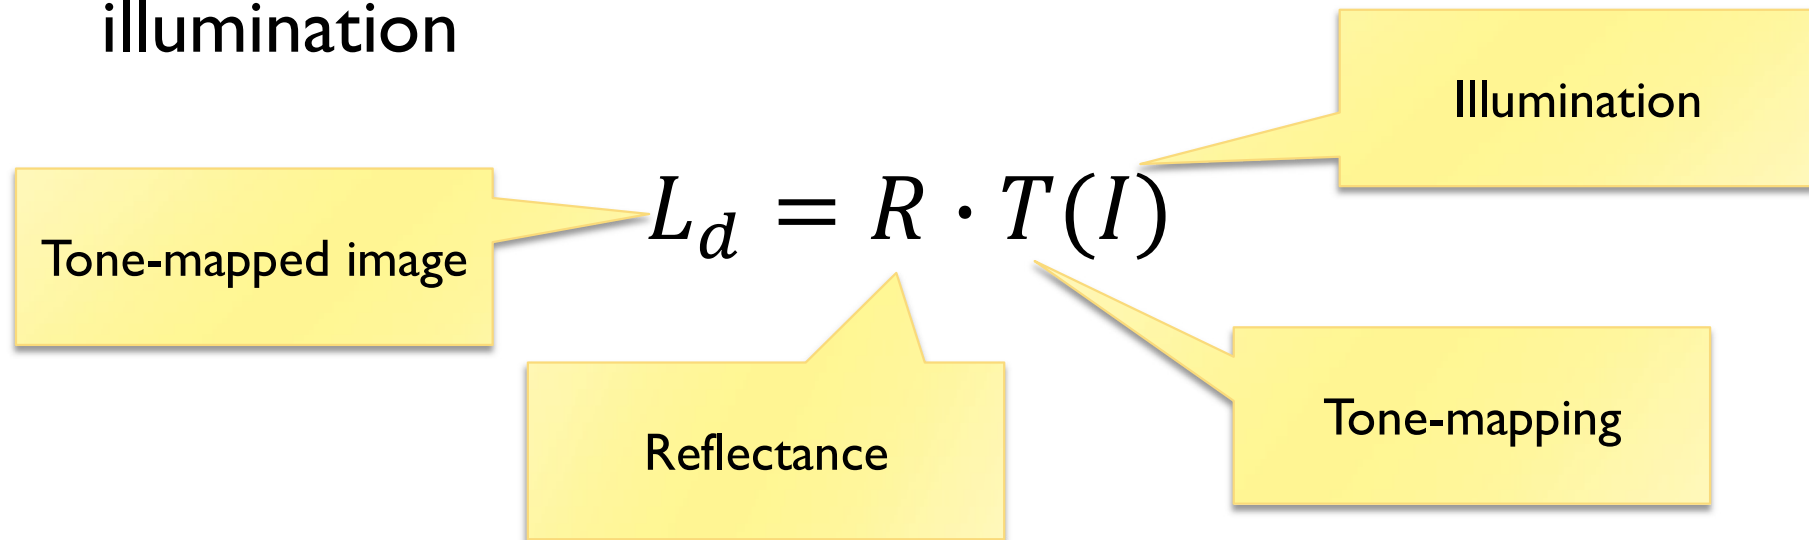 illumination
Illumination
L_d = R · T(I)
Tone-mapped image
Tone-mapping
Reflectance